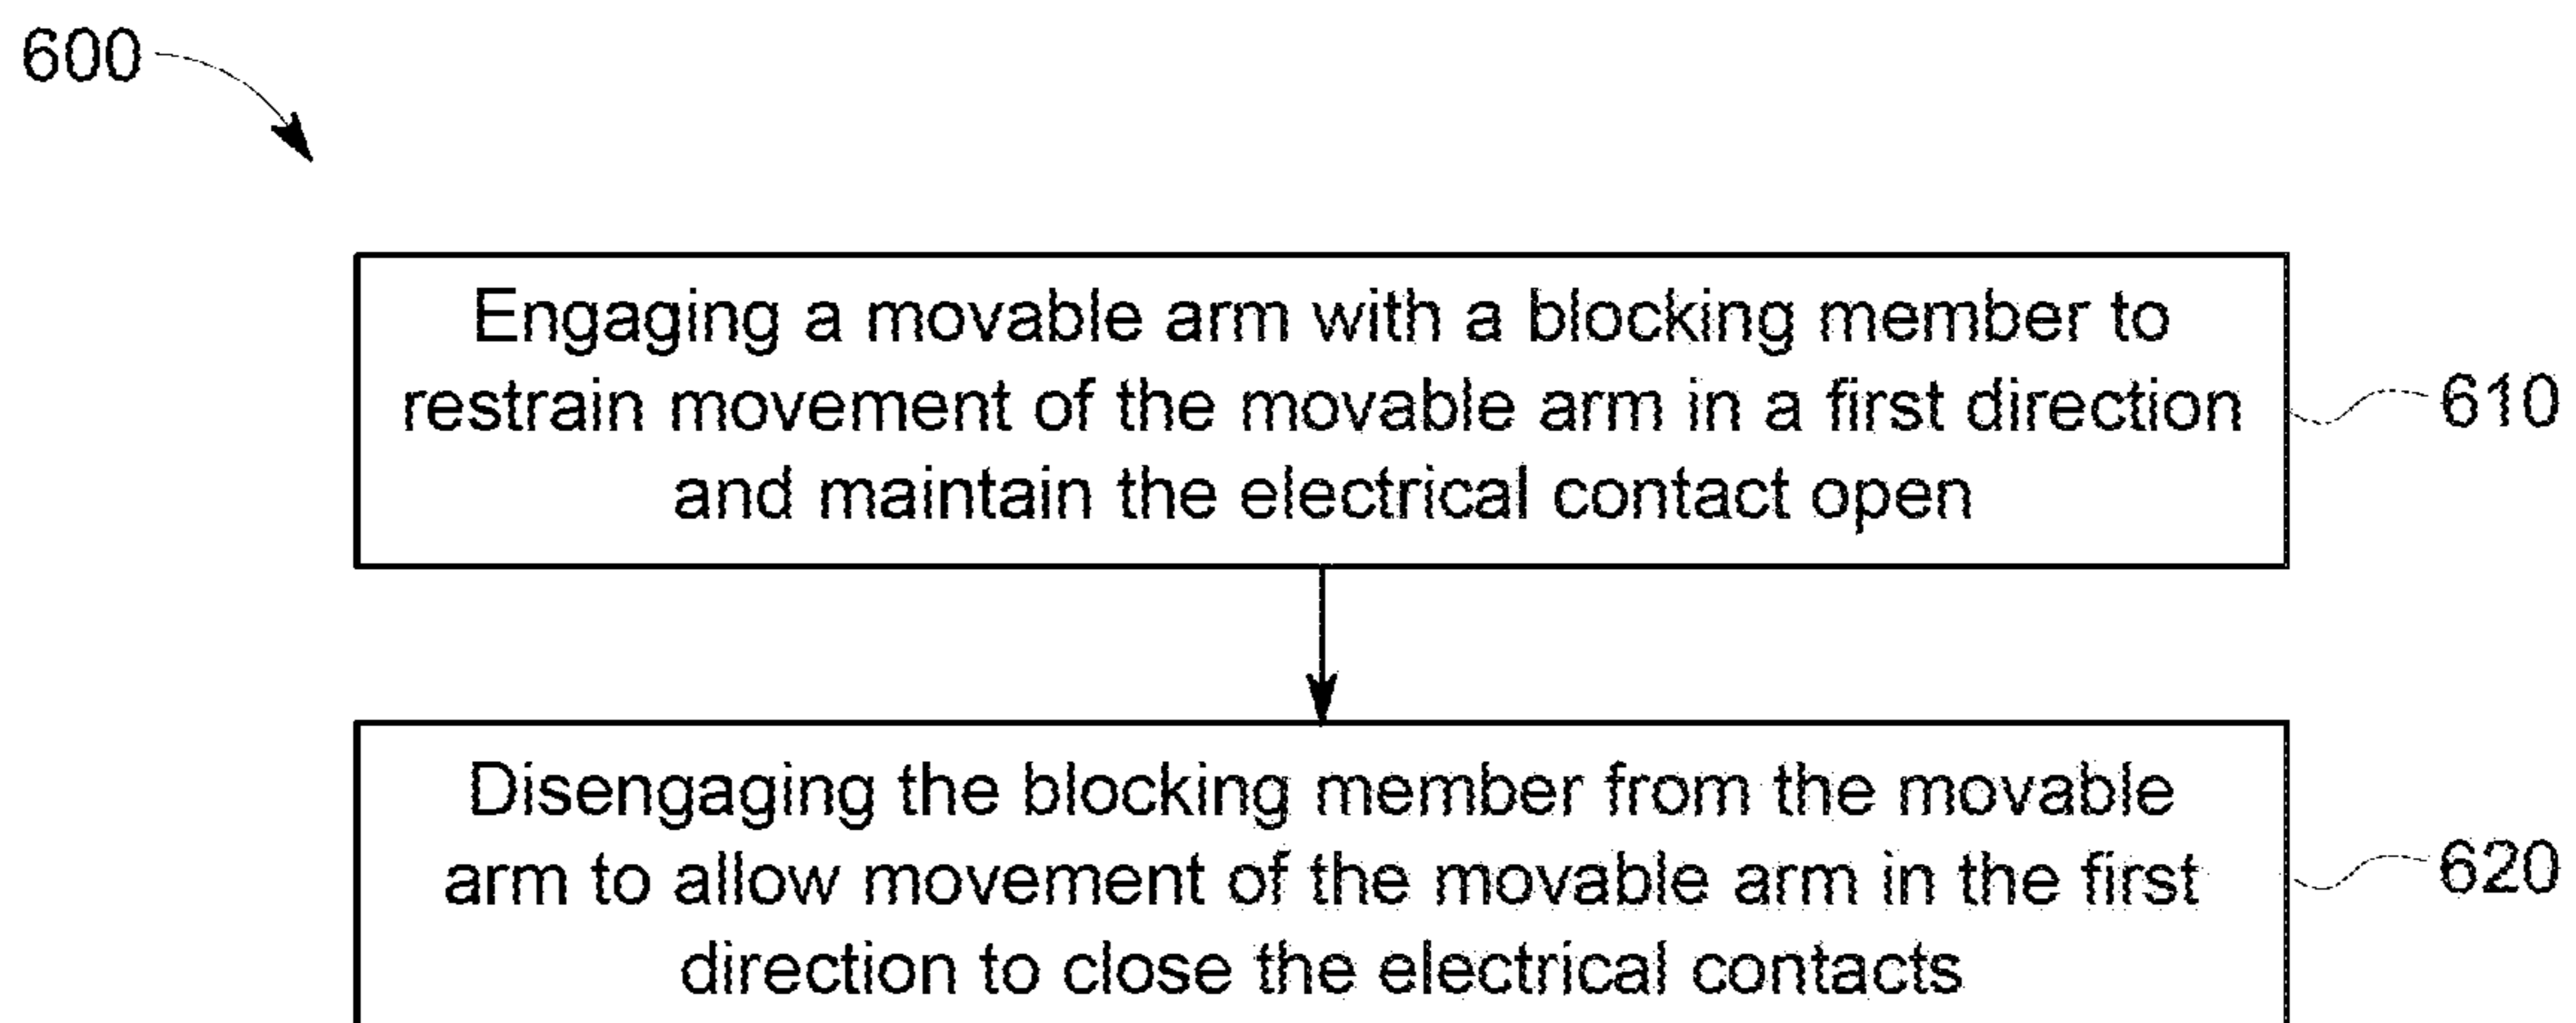 600
Engaging a movable arm with a blocking member to
restrain movement of the movable arm in a first direction
and maintain the electrical contact open
610
Disengaging the blocking member from the movable
arm to allow movement of the movable arm in the first
direction to close the electrical contacts
620